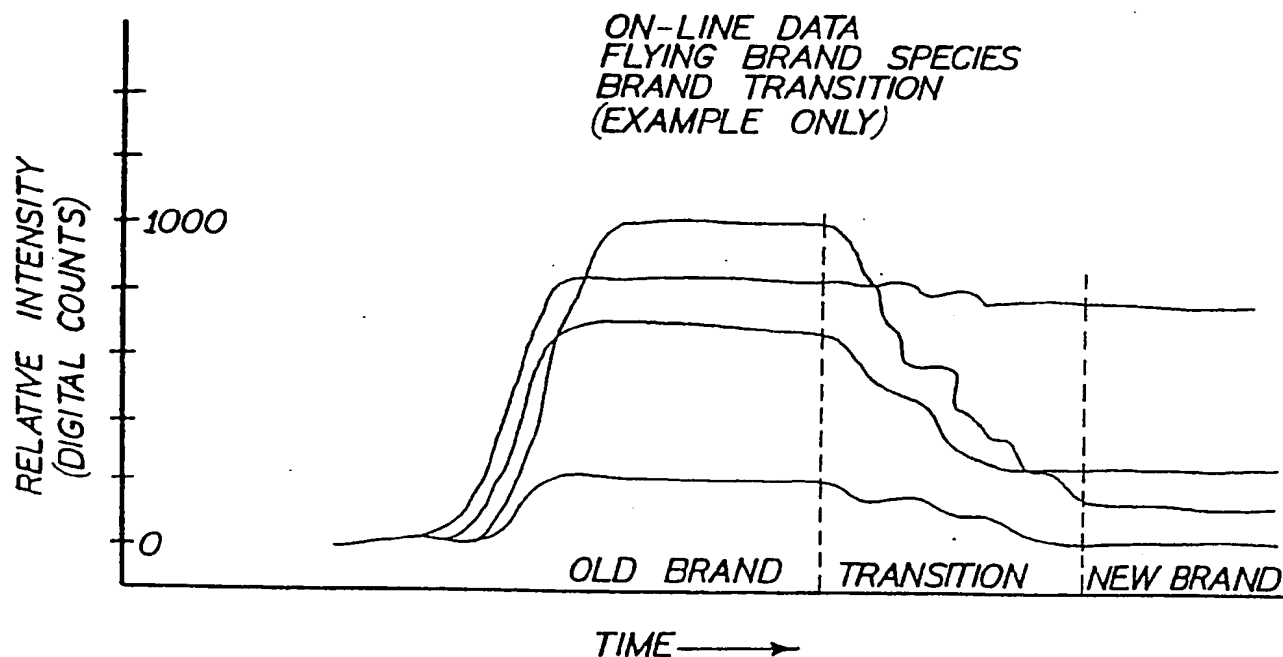 ON-LINE DATA
FLYING BRAND SPECIES
BRAND TRANSITION
(EXAMPLE ONLY)
RELATIVE INTENSITY
(DIGITAL COUNTS)
1000
0
OLD BRAND
TRANSITION
NEW BRAND
TIME